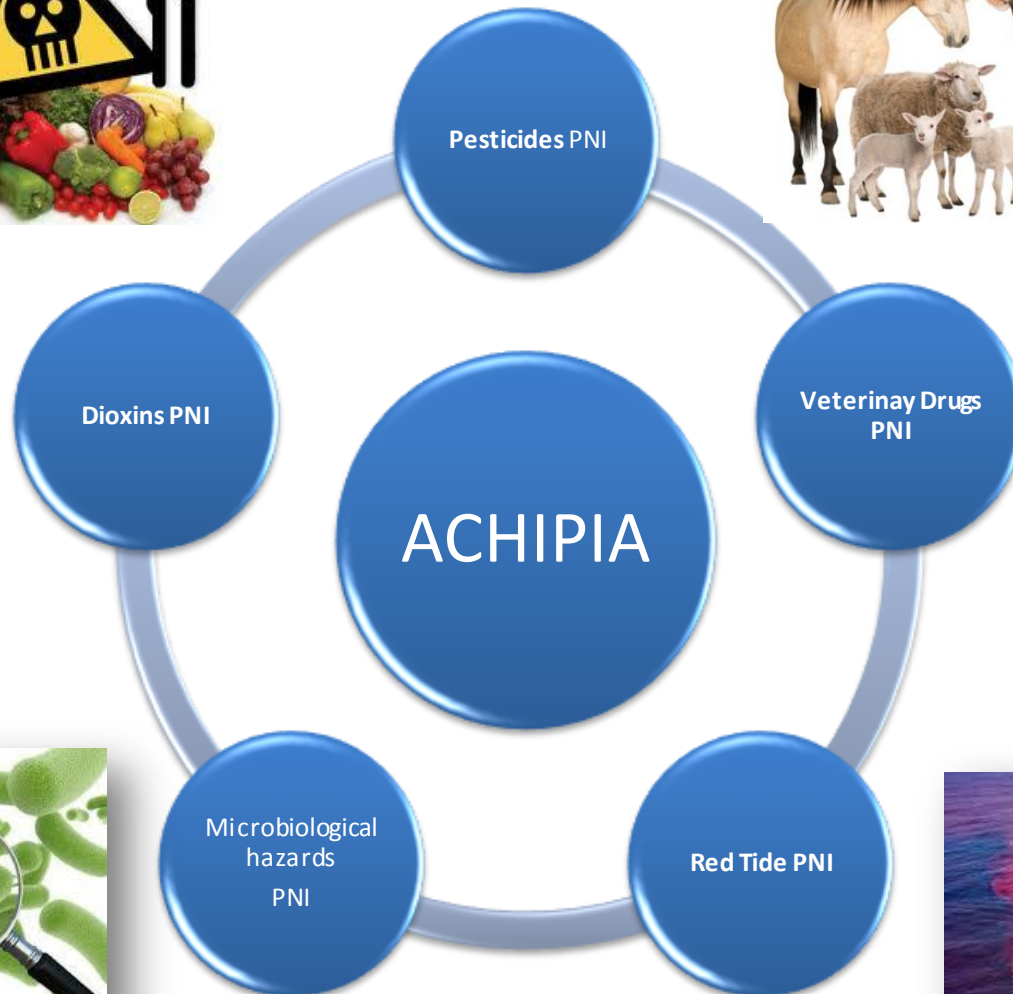 Pesticides PNI
Veterinay Drugs
PNI
Dioxins PNI
ACHIPIA
Microbiological
hazards
PNI
Red Tide PNI